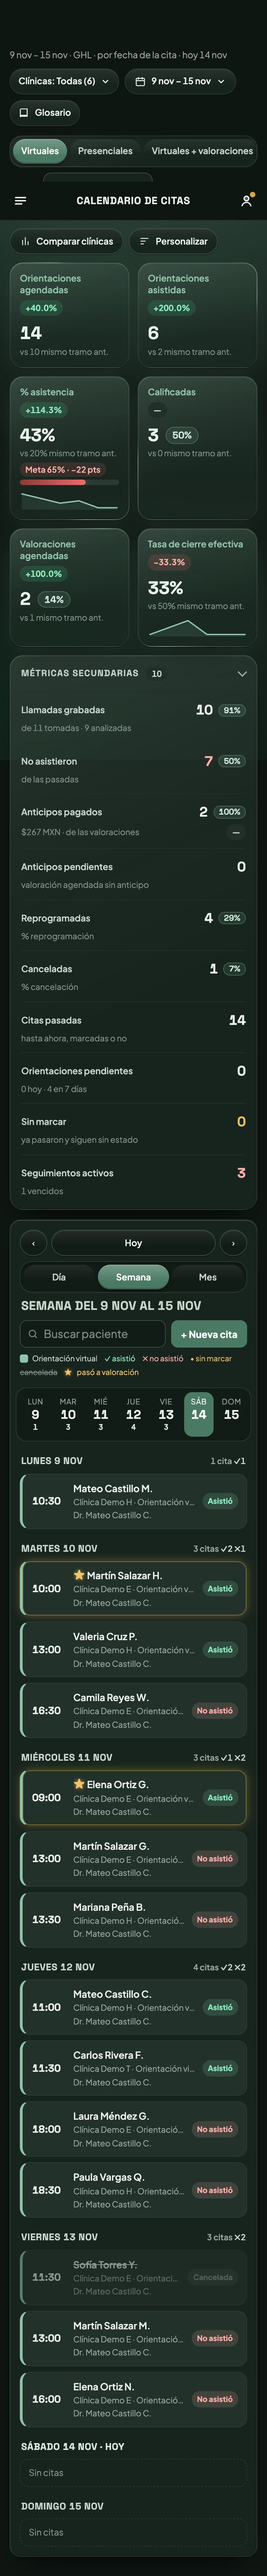 9 nov – 15 nov · GHL · por fecha de la cita · hoy 14 nov
Clínicas: Todas (6)
9 nov – 15 nov
Glosario
Virtuales
Presenciales
Virtuales + valoraciones
CALENDARIO DE CITAS
Comparar clínicas
Personalizar
Orientaciones agendadas
+40.0%
14
vs 10 mismo tramo ant.
Orientaciones asistidas
+200.0%
6
vs 2 mismo tramo ant.
% asistencia
+114.3%
43%
vs 20% mismo tramo ant.
Meta 65% · −22 pts
Calificadas
—
3 50%
vs 0 mismo tramo ant.
Valoraciones agendadas
+100.0%
2 14%
vs 1 mismo tramo ant.
Tasa de cierre efectiva
−33.3%
33%
vs 50% mismo tramo ant.
MÉTRICAS SECUNDARIAS 10
Llamadas grabadas 10 91%
de 11 tomadas · 9 analizadas
No asistieron 7 50%
de las pasadas
Anticipos pagados 2 100%
$267 MXN · de las valoraciones —
Anticipos pendientes 0
valoración agendada sin anticipo
Reprogramadas 4 29%
% reprogramación
Canceladas 1 7%
% cancelación
Citas pasadas 14
hasta ahora, marcadas o no
Orientaciones pendientes 0
0 hoy · 4 en 7 días
Sin marcar 0
ya pasaron y siguen sin estado
Seguimientos activos 3
1 vencidos
‹ Hoy ›
Día Semana Mes
SEMANA DEL 9 NOV AL 15 NOV
Buscar paciente
+ Nueva cita
Orientación virtual ✓ asistió ✕ no asistió • sin marcar
cancelada ⭐ pasó a valoración
LUN MAR MIÉ JUE VIE SÁB DOM
9 10 11 12 13 14 15
1 3 3 4 3
LUNES 9 NOV 1 cita ✓1
Mateo Castillo M.
10:30 Clínica Demo H · Orientación v... Asistió
Dr. Mateo Castillo C.
MARTES 10 NOV 3 citas ✓2 ✕1
⭐ Martín Salazar H.
10:00 Clínica Demo E · Orientación v... Asistió
Dr. Mateo Castillo C.
Valeria Cruz P.
13:00 Clínica Demo H · Orientación v... Asistió
Dr. Mateo Castillo C.
Camila Reyes W.
16:30 Clínica Demo E · Orientació... No asistió
Dr. Mateo Castillo C.
MIÉRCOLES 11 NOV 3 citas ✓1 ✕2
⭐ Elena Ortiz G.
09:00 Clínica Demo E · Orientación v... Asistió
Dr. Mateo Castillo C.
Martín Salazar G.
13:00 Clínica Demo E · Orientació... No asistió
Dr. Mateo Castillo C.
Mariana Peña B.
13:30 Clínica Demo H · Orientació... No asistió
Dr. Mateo Castillo C.
JUEVES 12 NOV 4 citas ✓2 ✕2
Mateo Castillo C.
11:00 Clínica Demo H · Orientación v... Asistió
Dr. Mateo Castillo C.
Carlos Rivera F.
11:30 Clínica Demo T · Orientación vi... Asistió
Dr. Mateo Castillo C.
Laura Méndez G.
18:00 Clínica Demo E · Orientació... No asistió
Dr. Mateo Castillo C.
Paula Vargas Q.
18:30 Clínica Demo H · Orientació... No asistió
Dr. Mateo Castillo C.
VIERNES 13 NOV 3 citas ✕2
Sofía Torres Y.
11:30 Clínica Demo E · Orientaci... Cancelada
Dr. Mateo Castillo C.
Martín Salazar M.
13:00 Clínica Demo E · Orientació... No asistió
Dr. Mateo Castillo C.
Elena Ortiz N.
16:00 Clínica Demo E · Orientació... No asistió
Dr. Mateo Castillo C.
SÁBADO 14 NOV · HOY
Sin citas
DOMINGO 15 NOV
Sin citas